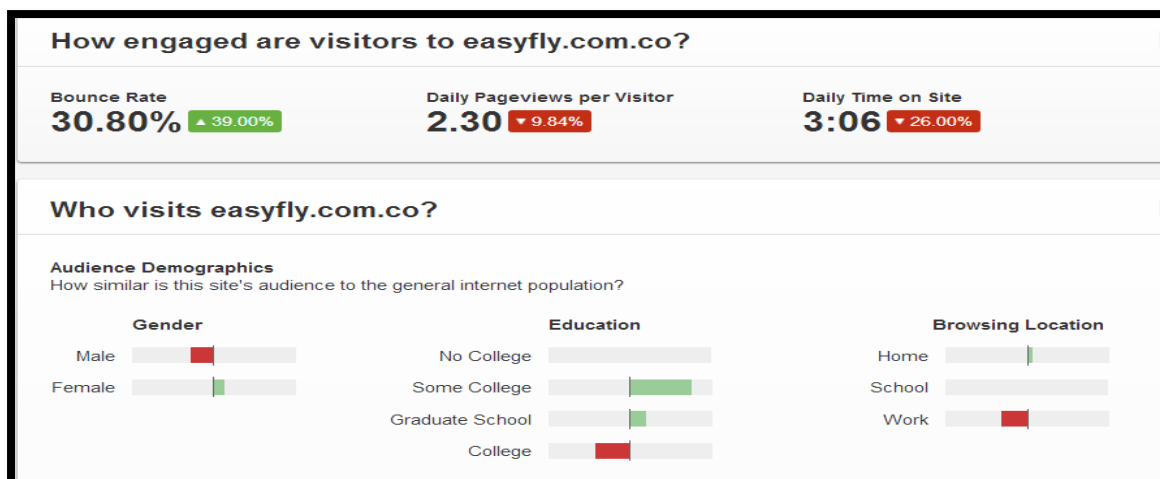 How engaged are visitors to easyfly.com.co?
Bounce Rate
30.80% ▲ 39.00%
Daily Pageviews per Visitor
2.30 ▼ 9.84%
Daily Time on Site
3:06 ▼ 26.00%
Who visits easyfly.com.co?
Audience Demographics
How similar is this site's audience to the general internet population?
Gender
Male
Female
Education
No College
Some College
Graduate School
College
Browsing Location
Home
School
Work